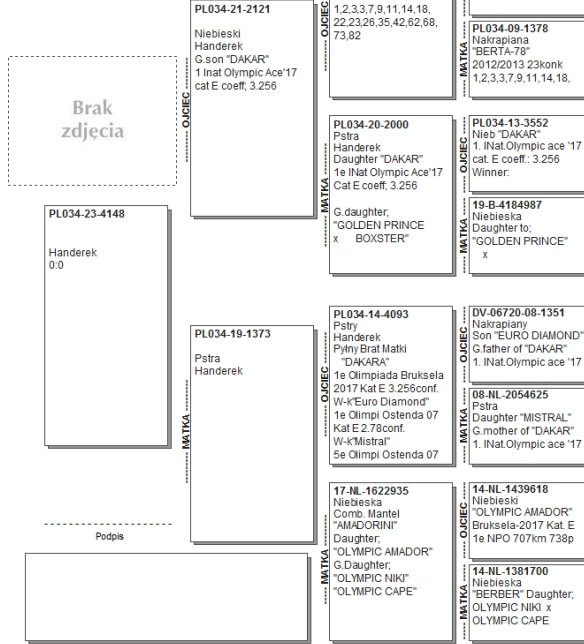 PL034-21-2121
Niebieski
Handerek
G.son "DAKAR"
1 Inat Olympic Ace'17
cat E coeff; 3.256
OJCIEC
1,2,3,3,7,9,11,14,18,
22,23,26,35,42,62,68,
73,82
OJCIEC
PL034-09-1378
Nakrapiana
"BERTA-78"
2012/2013 23konk
1,2,3,3,7,9,11,14,18,
MATKA
Brak
zdjęcia
PL034-20-2000
Pstra
Handerek
Daughter "DAKAR"
1e INat Olympic Ace'17
Cat E coeff; 3.256
G.daughter;
"GOLDEN PRINCE
x BOXSTER"
MATKA
PL034-13-3552
Nieb "DAKAR"
1. INat.Olympic ace '17
cat. E coeff.: 3.256
Winner:
OJCIEC
19-B-4184987
Niebieska
Daughter to;
"GOLDEN PRINCE"
x
MATKA
PL034-23-4148
Handerek
0:0
PL034-19-1373
Pstra
Handerek
MATKA
PL034-14-4093
Pstry
Handerek
Pyłny Brat Matki
"DAKARA"
1e Olimpiada Bruksela
2017 Kat E 3.256conf.
W-k"Euro Diamond"
1e Olimpi Ostenda 07
Kat E 2.78conf.
W-k"Mistral"
5e Olimpi Ostenda 07
OJCIEC
DV-06720-08-1351
Nakrapiany
Son "EURO DIAMOND"
G.father of "DAKAR"
1. INat.Olympic ace '17
OJCIEC
08-NL-2054625
Pstra
Daughter "MISTRAL"
G.mother of "DAKAR"
1. INat.Olympic ace '17
MATKA
17-NL-1622935
Niebieska
Comb. Mantel
"AMADORINI"
Daughter;
"OLYMPIC AMADOR"
G.Daughter;
"OLYMPIC NIKI"
"OLYMPIC CAPE"
MATKA
14-NL-1439618
Niebieski
"OLYMPIC AMADOR"
Bruksela-2017 Kat. E
1e NPO 707km 738p
OJCIEC
14-NL-1381700
Niebieska
"BERBER" Daughter;
OLYMPIC NIKI x
OLYMPIC CAPE
MATKA
Podpis